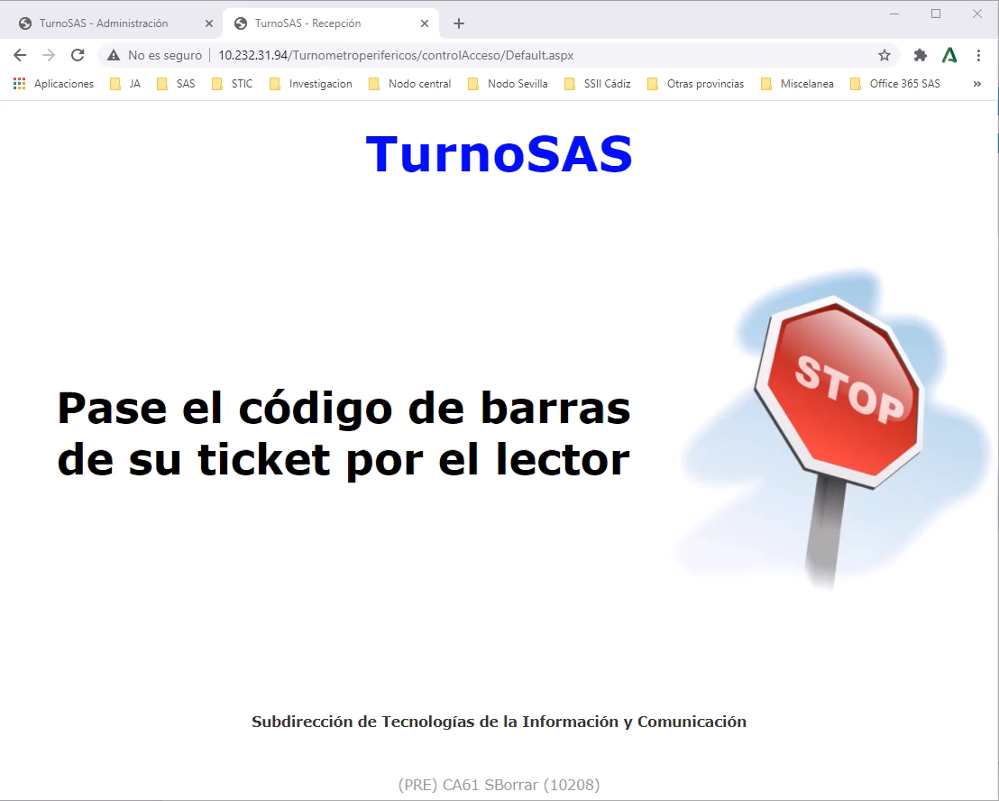 TurnoSAS - Administración
TurnoSAS - Recepción
No es seguro
10.232.31.94/Turnometroperifericos/controlAcceso/Default.aspx
Aplicaciones JA SAS STIC Investigacion Nodo central Nodo Sevilla SSII Cádiz Otras provincias Miscelanea Office 365 SAS »
TurnoSAS
Pase el código de barras
de su ticket por el lector
STOP
Subdirección de Tecnologías de la Información y Comunicación
(PRE) CA61 SBorrar (10208)